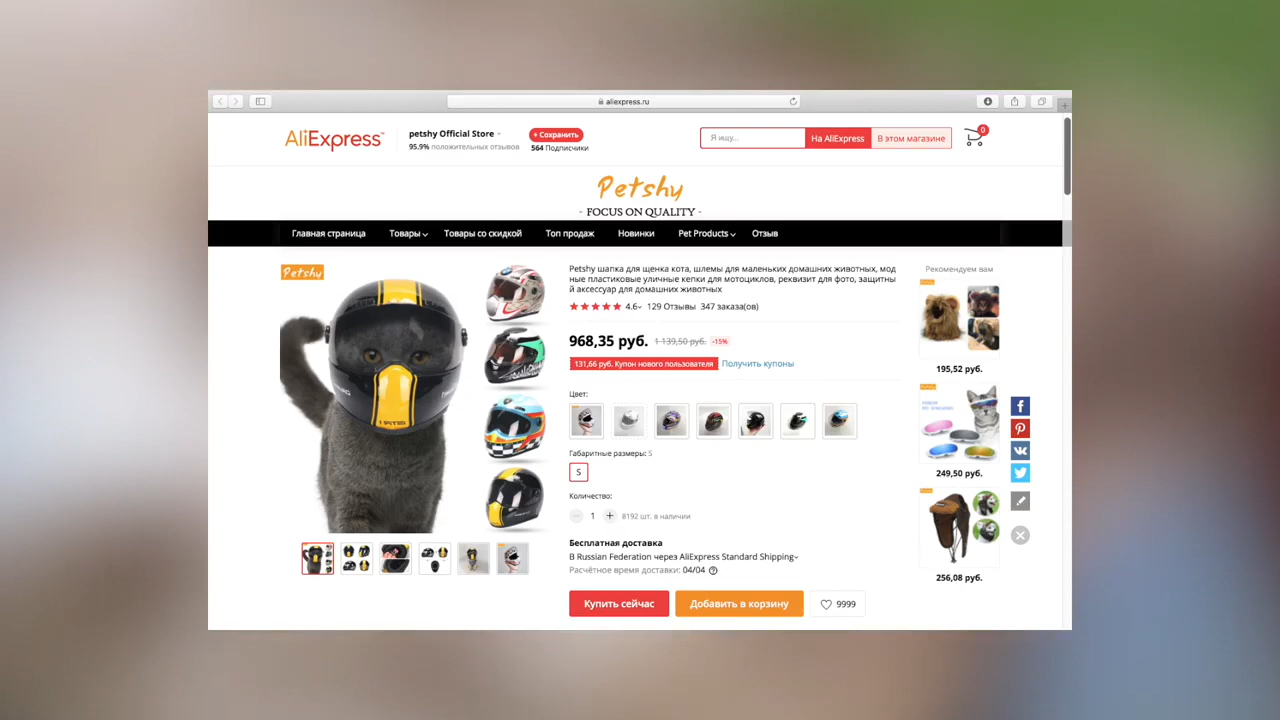 aliexpress.ru
AliExpress
petshy Official Store
95.9% положительных отзывов
+ Сохранить
564 Подписчики
Я ищу...
На AliExpress
В этом магазине
0
Petshy
- FOCUS ON QUALITY -
Главная страница
Товары
Товары со скидкой
Топ продаж
Новинки
Pet Products
Отзыв
Petshy
Petshy шапка для щенка кота, шлемы для маленьких домашних животных, мод
ные пластиковые уличные кепки для мотоциклов, реквизит для фото, защитны
й аксессуар для домашних животных
4.6 129 Отзывы 347 заказа(ов)
968,35 руб. 1 139,50 руб. -15%
131,66 руб. Купон нового пользователя Получить купоны
Цвет:
Габаритные размеры: S
S
Количество:
1 8192 шт. в наличии
Бесплатная доставка
В Russian Federation через AliExpress Standard Shipping
Расчётное время доставки: 04/04
Купить сейчас
Добавить в корзину
9999
Рекомендуем вам
195,52 руб.
249,50 руб.
256,08 руб.